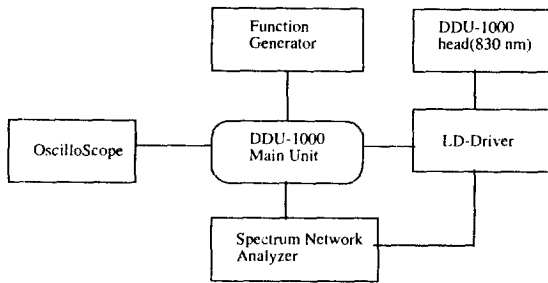 Function
Generator
DDU-1000
head(830 nm)
OscilloScope
DDU-1000
Main Unit
LD-Driver
Spectrum Network
Analyzer